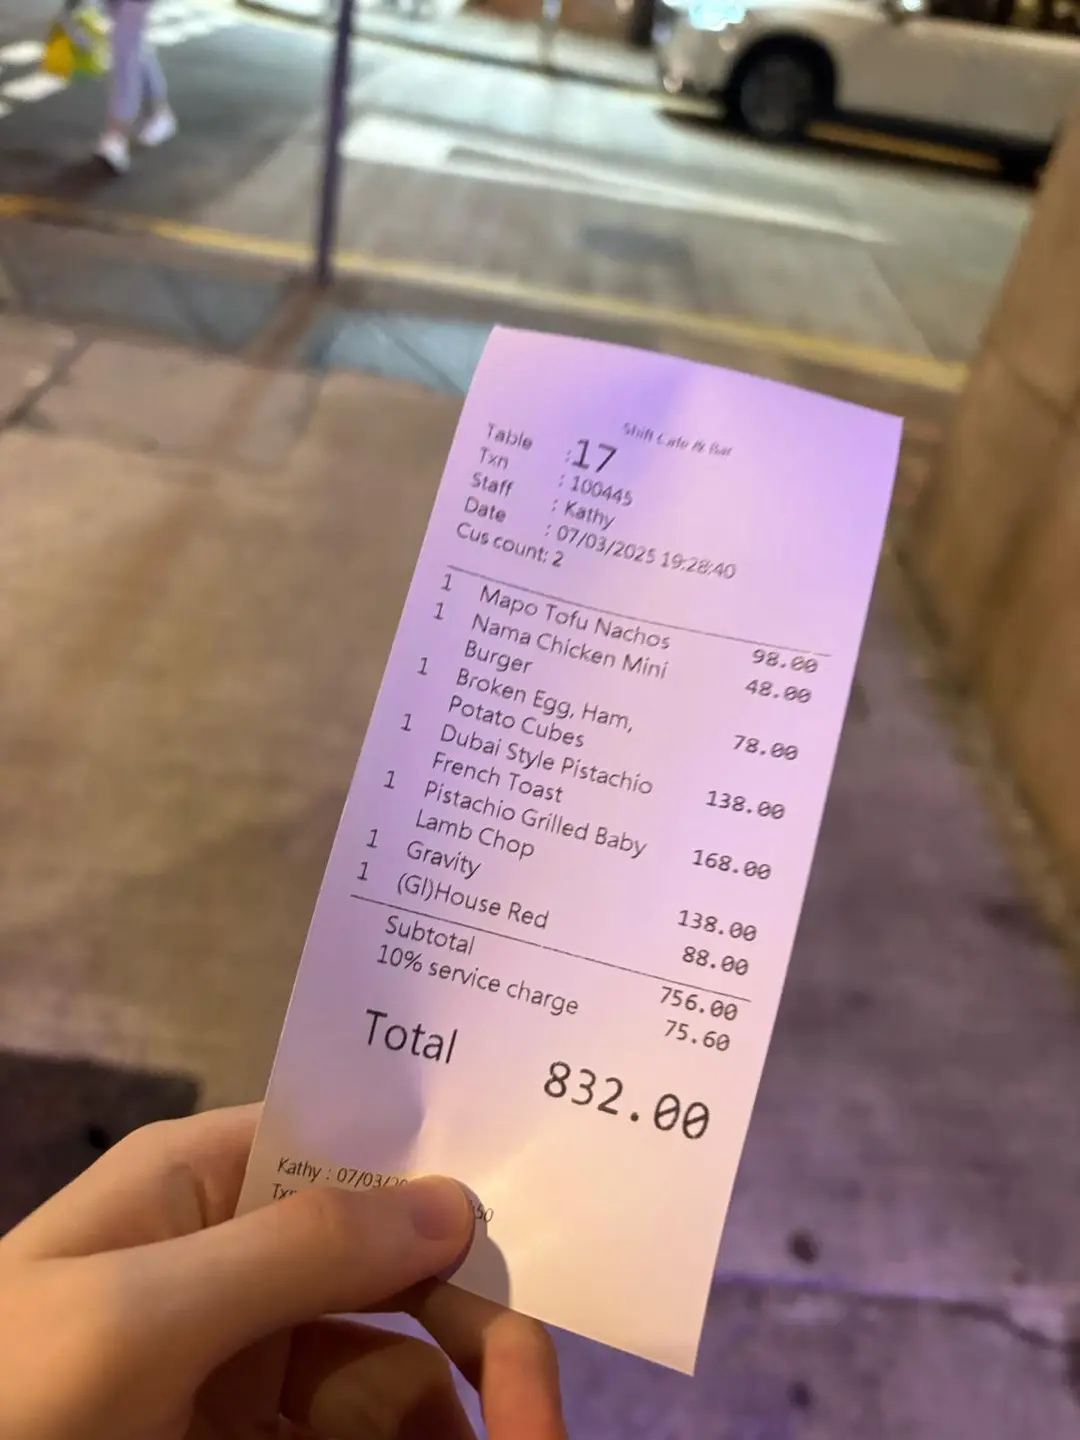 Shift Cafe & Bar
Table :17
Txn : 100445
Staff : Kathy
Date : 07/03/2025 19:28:40
Cus count: 2
1 Mapo Tofu Nachos 98.00
1 Nama Chicken Mini 48.00
Burger
1 Broken Egg, Ham, 78.00
Potato Cubes
1 Dubai Style Pistachio 138.00
French Toast
1 Pistachio Grilled Baby 168.00
Lamb Chop
1 Gravity 138.00
1 (Gl)House Red 88.00
Subtotal 756.00
10% service charge 75.60
Total 832.00
Kathy : 07/03/20
50